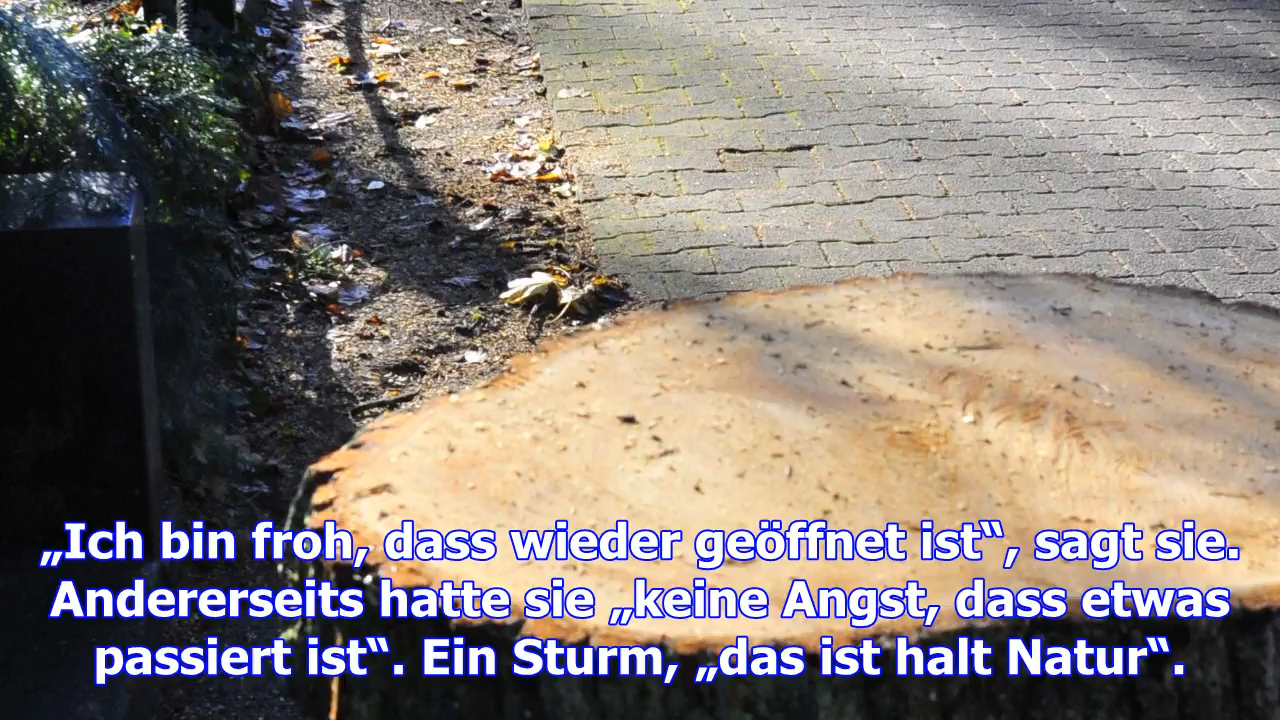 „Ich bin froh, dass wieder geöffnet ist“, sagt sie.
Andererseits hatte sie „keine Angst, dass etwas
passiert ist“. Ein Sturm, „das ist halt Natur“.